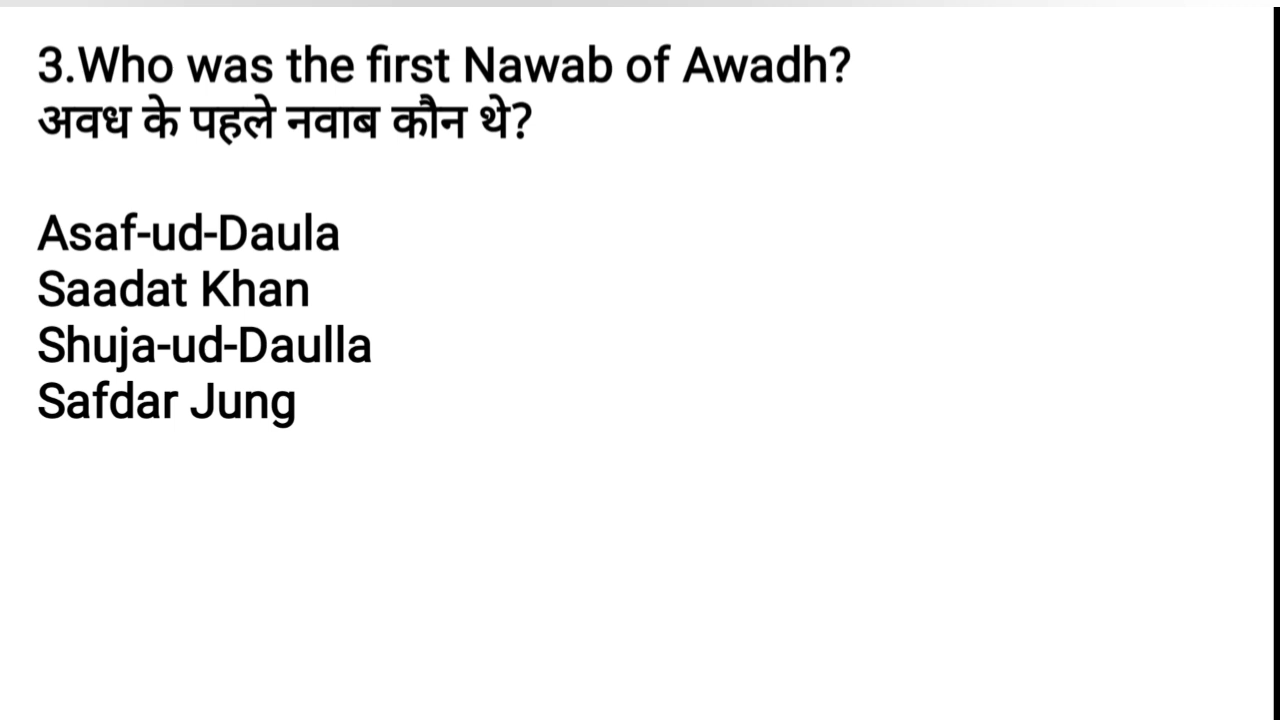 3.Who was the first Nawab of Awadh?
अवध के पहले नवाब कौन थे?
Asaf-ud-Daula
Saadat Khan
Shuja-ud-Daulla
Safdar Jung